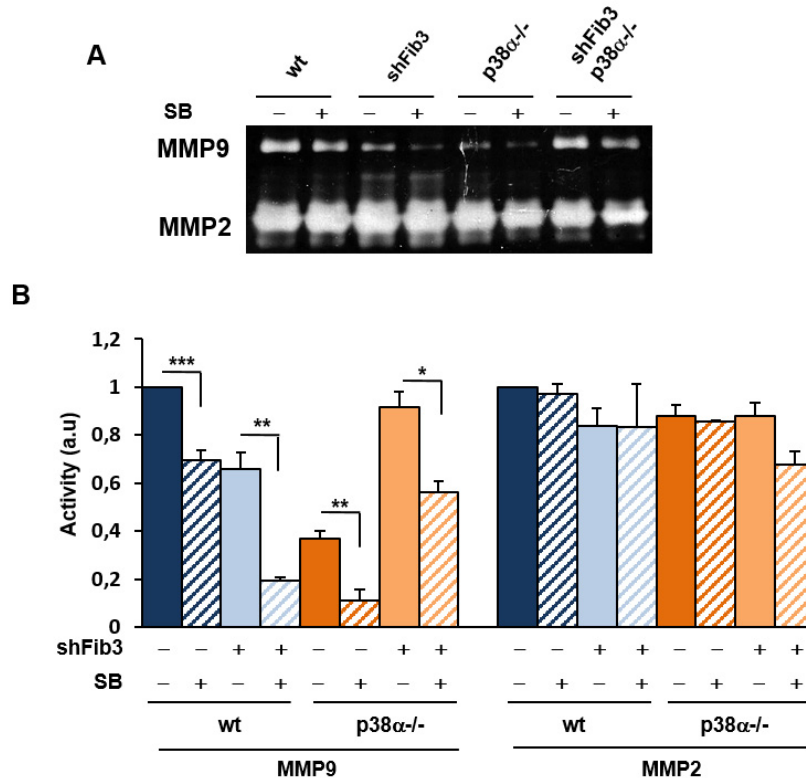 A
wt shFib3 p38α-/- shFib3 p38α-/-
SB – + – + – + – +
MMP9
MMP2
B
Activity (a.u)
1,2
1
0,8
0,6
0,4
0,2
0
*** ** ** *
shFib3 – – + + – – + + – – + + – – + +
SB – + – + – + – + – + – + – + – +
wt p38α-/- wt p38α-/-
MMP9 MMP2